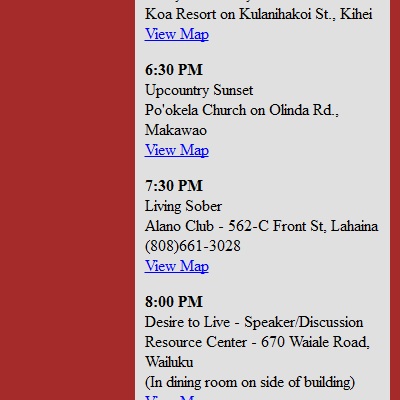 Koa Resort on Kulanihakoi St., Kihei
View Map
6:30 PM
Upcountry Sunset
Po'okela Church on Olinda Rd.,
Makawao
View Map
7:30 PM
Living Sober
Alano Club - 562-C Front St, Lahaina
(808)661-3028
View Map
8:00 PM
Desire to Live - Speaker/Discussion
Resource Center - 670 Waiale Road,
Wailuku
(In dining room on side of building)